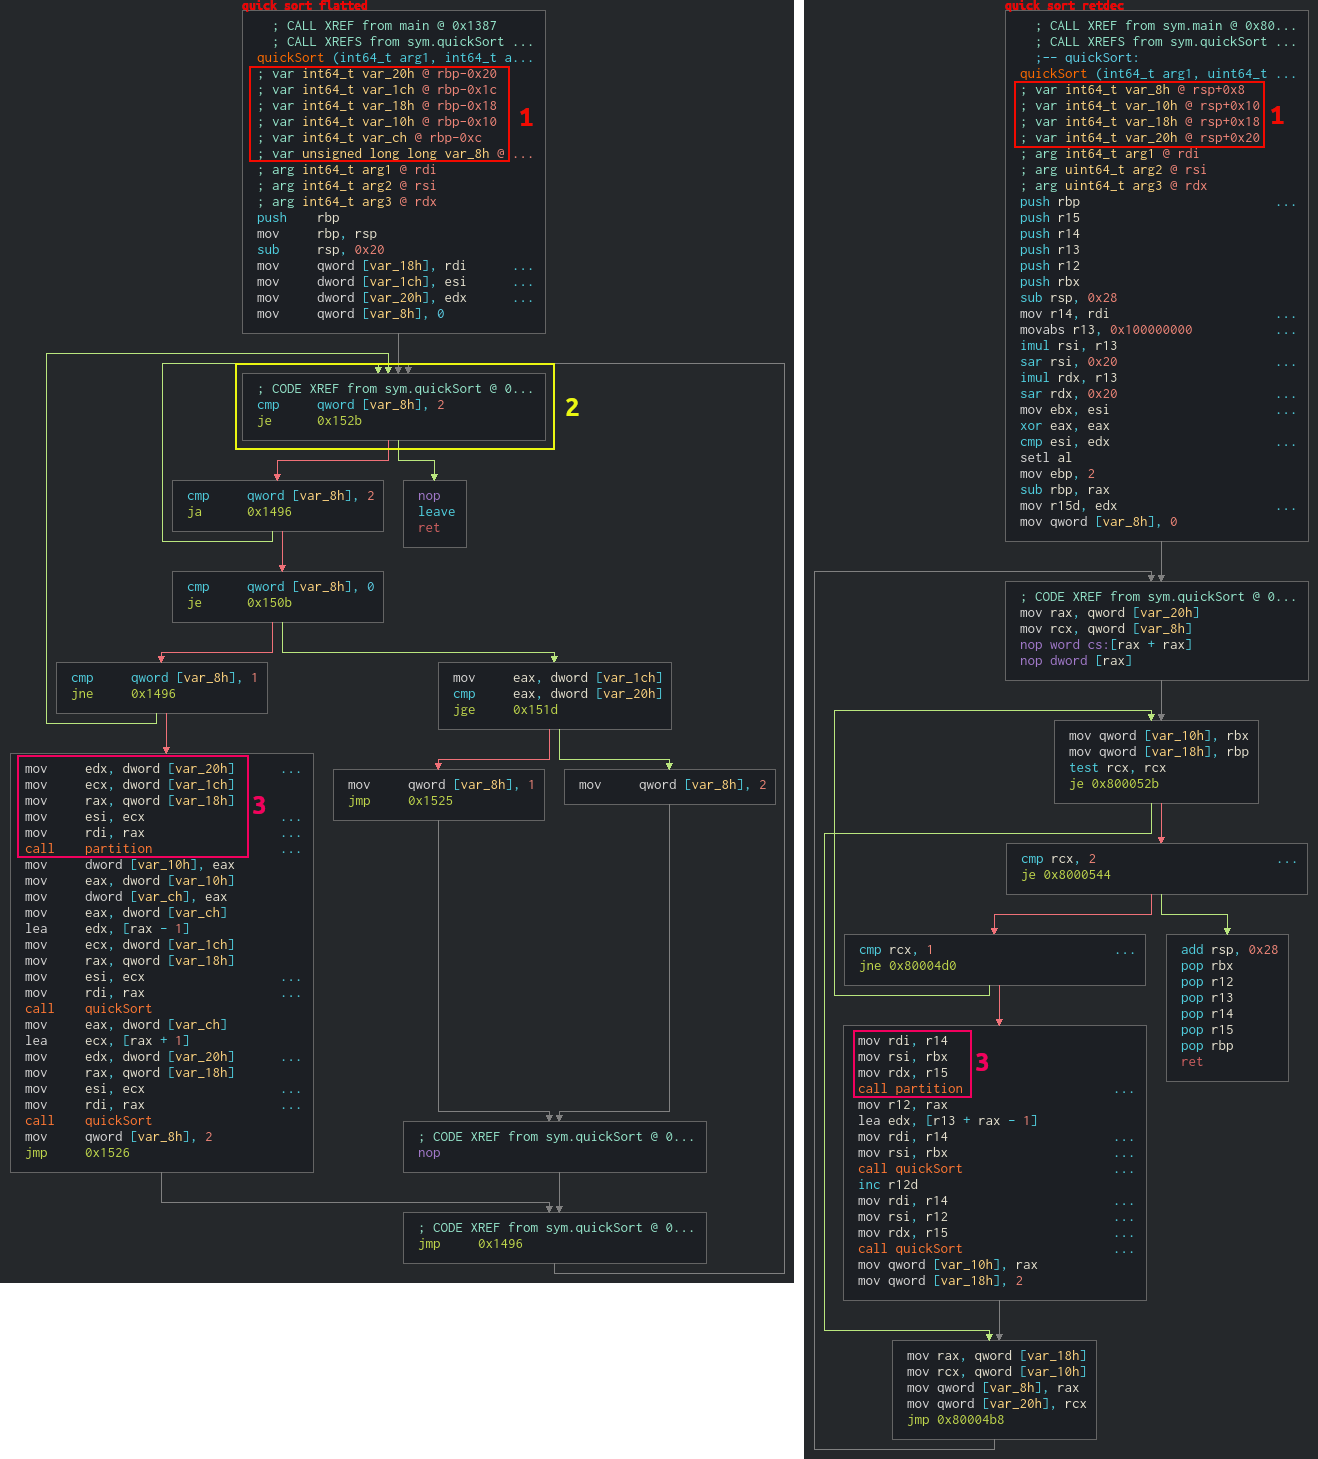 quick sort flatted
; CALL XREF from main @ 0x1387
; CALL XREFS from sym.quickSort ...
quickSort (int64_t arg1, int64_t a...
; var int64_t var_20h @ rbp-0x20
; var int64_t var_1ch @ rbp-0x1c
; var int64_t var_18h @ rbp-0x18
; var int64_t var_10h @ rbp-0x10
; var int64_t var_ch @ rbp-0xc
; var unsigned long long var_8h @ ...
1
; arg int64_t arg1 @ rdi
; arg int64_t arg2 @ rsi
; arg int64_t arg3 @ rdx
push rbp
mov rbp, rsp
sub rsp, 0x20
mov qword [var_18h], rdi ...
mov dword [var_1ch], esi ...
mov dword [var_20h], edx ...
mov qword [var_8h], 0
; CODE XREF from sym.quickSort @ 0...
cmp qword [var_8h], 2
je 0x152b
2
cmp qword [var_8h], 2
ja 0x1496
nop
leave
ret
cmp qword [var_8h], 0
je 0x150b
cmp qword [var_8h], 1
jne 0x1496
mov eax, dword [var_1ch]
cmp eax, dword [var_20h]
jge 0x151d
mov qword [var_8h], 1
jmp 0x1525
mov qword [var_8h], 2
mov edx, dword [var_20h] ...
mov ecx, dword [var_1ch]
mov rax, qword [var_18h]
mov esi, ecx ...
mov rdi, rax ...
call partition ...
3
mov dword [var_10h], eax
mov eax, dword [var_10h]
mov dword [var_ch], eax
mov eax, dword [var_ch]
lea edx, [rax - 1]
mov ecx, dword [var_1ch]
mov rax, qword [var_18h]
mov esi, ecx ...
mov rdi, rax ...
call quickSort
mov eax, dword [var_ch]
lea ecx, [rax + 1]
mov edx, dword [var_20h] ...
mov rax, qword [var_18h]
mov esi, ecx ...
mov rdi, rax ...
call quickSort
mov qword [var_8h], 2
jmp 0x1526
; CODE XREF from sym.quickSort @ 0...
nop
; CODE XREF from sym.quickSort @ 0...
jmp 0x1496
quick sort retdec
; CALL XREF from sym.main @ 0x80...
; CALL XREFS from sym.quickSort ...
;-- quickSort:
quickSort (int64_t arg1, uint64_t ...
; var int64_t var_8h @ rsp+0x8
; var int64_t var_10h @ rsp+0x10
; var int64_t var_18h @ rsp+0x18
; var int64_t var_20h @ rsp+0x20
1
; arg int64_t arg1 @ rdi
; arg uint64_t arg2 @ rsi
; arg uint64_t arg3 @ rdx
push rbp ...
push r15
push r14
push r13
push r12
push rbx
sub rsp, 0x28
mov r14, rdi ...
movabs r13, 0x100000000 ...
imul rsi, r13
sar rsi, 0x20 ...
imul rdx, r13
sar rdx, 0x20 ...
mov ebx, esi ...
xor eax, eax
cmp esi, edx ...
setl al
mov ebp, 2
sub rbp, rax
mov r15d, edx ...
mov qword [var_8h], 0
; CODE XREF from sym.quickSort @ 0...
mov rax, qword [var_20h]
mov rcx, qword [var_8h]
nop word cs:[rax + rax]
nop dword [rax]
mov qword [var_10h], rbx
mov qword [var_18h], rbp
test rcx, rcx
je 0x800052b
cmp rcx, 2 ...
je 0x8000544
cmp rcx, 1 ...
jne 0x80004d0
add rsp, 0x28
pop rbx
pop r12
pop r13
pop r14
pop r15
pop rbp
ret
mov rdi, r14
mov rsi, rbx
mov rdx, r15
call partition ...
3
mov r12, rax
lea edx, [r13 + rax - 1]
mov rdi, r14 ...
mov rsi, rbx ...
call quickSort ...
inc r12d
mov rdi, r14 ...
mov rsi, r12 ...
mov rdx, r15 ...
call quickSort ...
mov qword [var_10h], rax
mov qword [var_18h], 2
mov rax, qword [var_18h]
mov rcx, qword [var_10h]
mov qword [var_8h], rax
mov qword [var_20h], rcx
jmp 0x80004b8